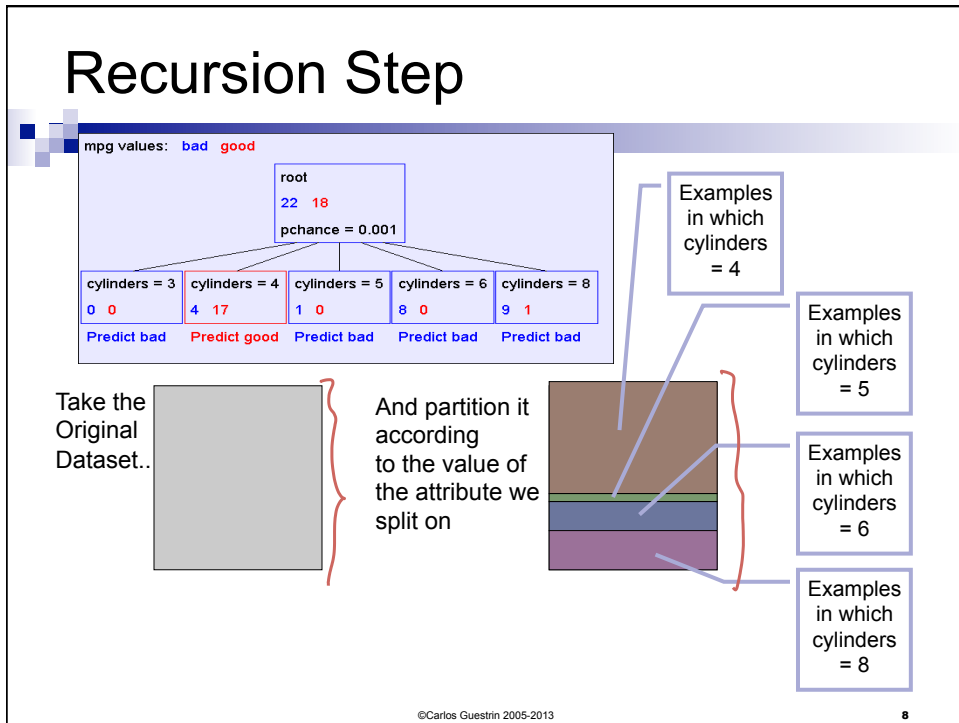 Recursion Step
mpg values: bad good
root
22 18
pchance = 0.001
cylinders = 3 cylinders = 4 cylinders = 5 cylinders = 6 cylinders = 8
0 0 4 17 1 0 8 0 9 1
Predict bad Predict good Predict bad Predict bad Predict bad
Examples
in which
cylinders
= 4
Take the
Original
Dataset..
And partition it
according
to the value of
the attribute we
split on
Examples
in which
cylinders
= 5
Examples
in which
cylinders
= 6
Examples
in which
cylinders
= 8
©Carlos Guestrin 2005-2013
8